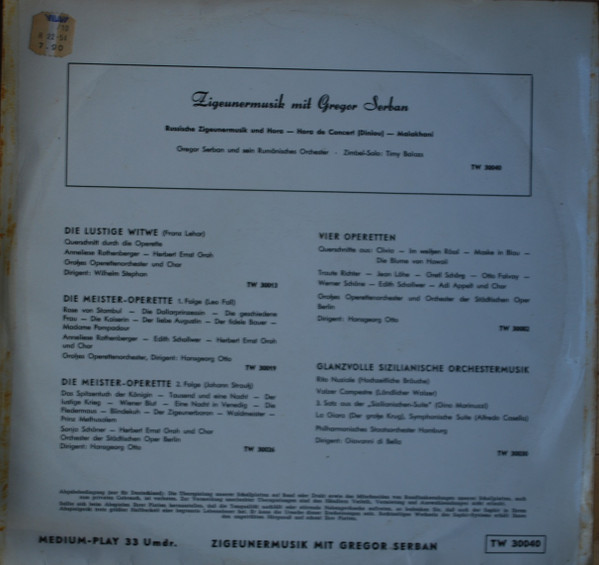 Zigeunermusik mit Gregor Serban
Russische Zigeunermusik und Hora — Hora de Concert (Dinicu) — Malakhani
Gregor Serban und sein Rumänisches Orchester · Zimbel-Solo: Timy
TW 30040
DIE LUSTIGE WITWE (Franz Lehar)
Querschnitt durch die Operette
Anneliese Rothenberger — Herbert Ernst Groh
Großes Operettenorchester und Chor
Dirigent: Wilhelm Stephan
TW 30013
DIE MEISTER-OPERETTE 1. Folge (Leo Fall)
Rose von Stambul — Die Dollarprinzessin — Die geschiedene
Frau — Die Kaiserin — Der liebe Augustin — Der fidele Bauer —
Madame Pompadour
Anneliese Rothenberger — Edith Schollwer — Herbert Ernst Groh
und Chor
Großes Operettenorchester, Dirigent: Hansgeorg Otto
TW 30019
DIE MEISTER-OPERETTE 2. Folge (Johann Strauß)
Das Spitzentuch der Königin — Tausend und eine Nacht — Der
lustige Krieg — Wiener Blut — Eine Nacht in Venedig — Die
Fledermaus — Blindekuh — Der Zigeunerbaron — Waldmeister —
Prinz Methusalem
Sonja Schöner — Herbert Ernst Groh und Chor
Orchester der Städtischen Oper Berlin
Dirigent: Hansgeorg Otto
TW 30026
VIER OPERETTEN
Querschnitte aus: Clivia — Im weißen Rössl — Maske in Blau —
Die Blume von Hawaii
Traute Richter — Jean Löhe — Gretl Schörg — Otto Falvay —
Werner Schöne — Edith Schollwer — Adi Appelt und Chor
Großes Operettenorchester und Orchester der Städtischen Oper
Berlin
Dirigent: Hansgeorg Otto
TW 30002
GLANZVOLLE SIZILIANISCHE ORCHESTERMUSIK
Rito Nuziale (Hochzeitliche Bräuche)
Valzer Campestre (Ländlicher Walzer)
3. Satz aus der „Sizilianischen-Suite" (Gino Marinuzzi)
La Giara (Der große Krug), Symphonische Suite (Alfredo Casella)
Philharmonisches Staatsorchester Hamburg
Dirigent: Giovanni di Bella
TW 30030
MEDIUM-PLAY 33 Umdr.
ZIGEUNERMUSIK MIT GREGOR SERBAN
TW 30040